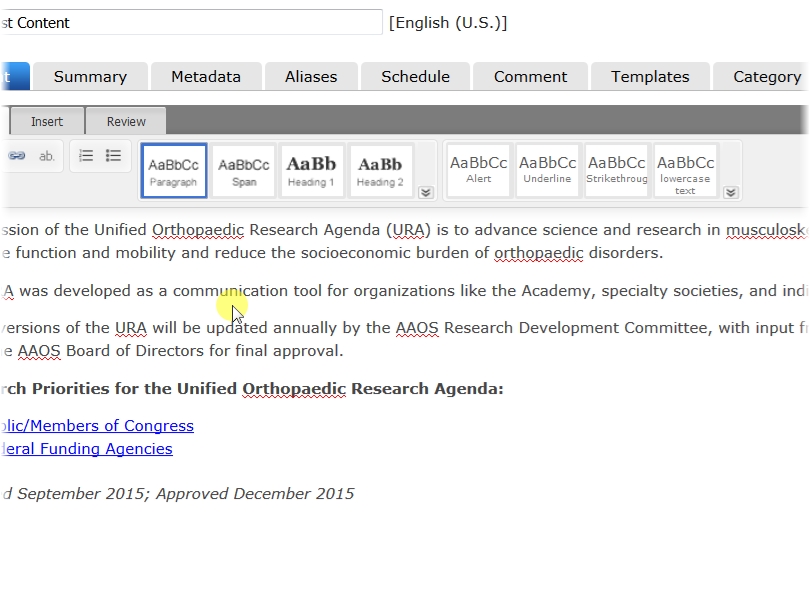 st Content [English (U.S.)]
t Summary Metadata Aliases Schedule Comment Templates Category
Insert Review
ab. AaBbCc AaBbCc AaBb AaBb AaBbCc AaBbCc AaBbCc AaBbCc
Paragraph Span Heading 1 Heading 2 Alert Underline Strikethroug lowercase
text
ssion of the Unified Orthopaedic Research Agenda (URA) is to advance science and research in musculosk
e function and mobility and reduce the socioeconomic burden of orthopaedic disorders.
A was developed as a communication tool for organizations like the Academy, specialty societies, and indi
ersions of the URA will be updated annually by the AAOS Research Development Committee, with input f
e AAOS Board of Directors for final approval.
rch Priorities for the Unified Orthopaedic Research Agenda:
lic/Members of Congress
eral Funding Agencies
d September 2015; Approved December 2015